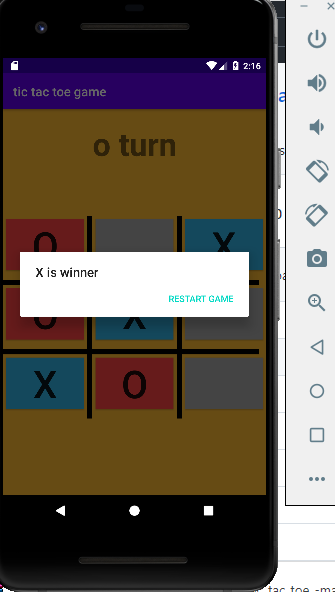 2:16
tic tac toe game
o turn
O X
X is winner
RESTART GAME
O X
X O
tac toe -ma